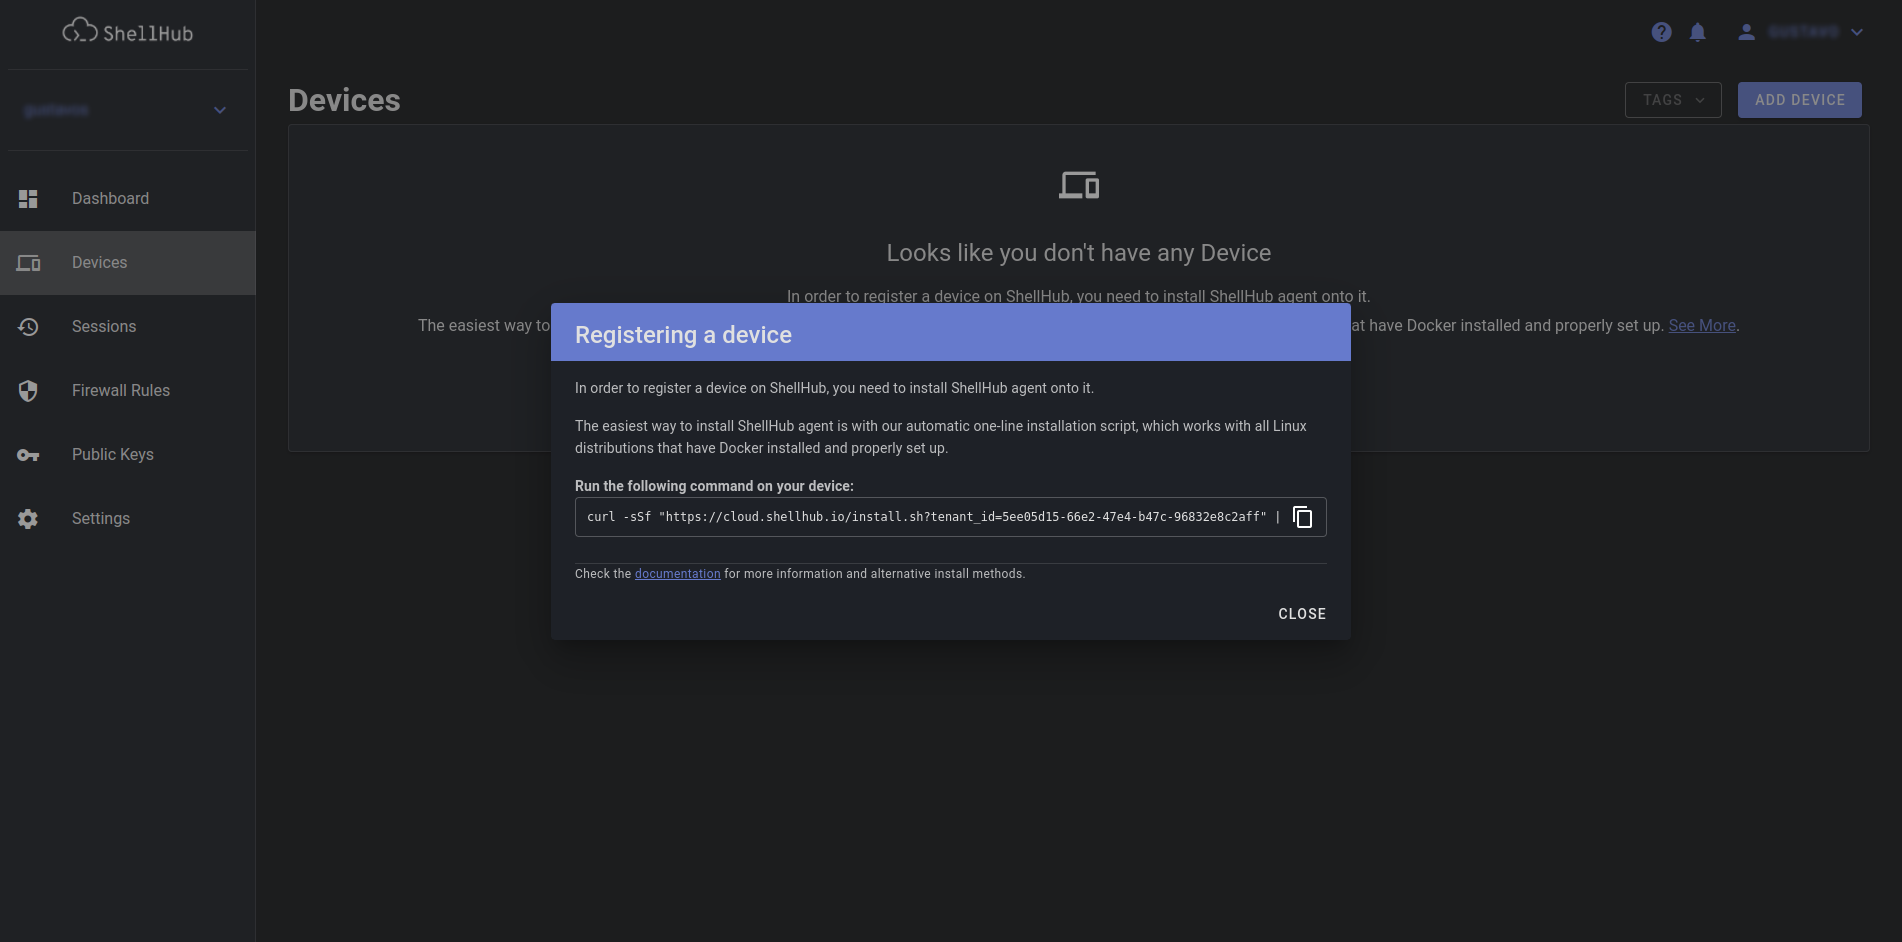 ShellHub
Dashboard
Devices
Sessions
Firewall Rules
Public Keys
Settings
Devices
TAGS
ADD DEVICE
Looks like you don't have any Device
In order to register a device on ShellHub, you need to install ShellHub agent onto it.
The easiest way to
at have Docker installed and properly set up. See More.
Registering a device
In order to register a device on ShellHub, you need to install ShellHub agent onto it.
The easiest way to install ShellHub agent is with our automatic one-line installation script, which works with all Linux
distributions that have Docker installed and properly set up.
Run the following command on your device:
curl -sSf "https://cloud.shellhub.io/install.sh?tenant_id=5ee05d15-66e2-47e4-b47c-96832e8c2aff" |
Check the documentation for more information and alternative install methods.
CLOSE